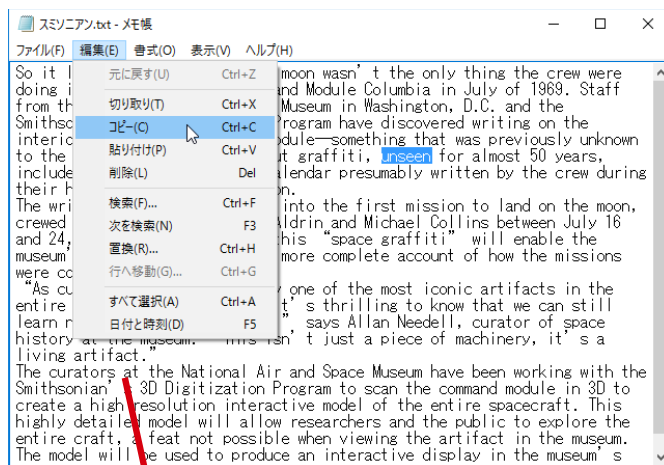 スミソニアン.txt - メモ帳
ファイル(F) 編集(E) 書式(O) 表示(V) ヘルプ(H)
元に戻す(U) Ctrl+Z
切り取り(T) Ctrl+X
コピー(C) Ctrl+C
貼り付け(P) Ctrl+V
削除(L) Del
検索(F)... Ctrl+F
次を検索(N) F3
置換(R)... Ctrl+H
行へ移動(G)... Ctrl+G
すべて選択(A) Ctrl+A
日付と時刻(D) F5
So it moon wasn't the only thing the crew were
doing and Module Columbia in July of 1969. Staff
from Museum in Washington, D.C. and the
Program have discovered writing on the
—something that was previously unknown
to the graffiti, unseen for almost 50 years,
include presumably written by the crew during
their
The into the first mission to land on the moon,
crewed Aldrin and Michael Collins between July 16
and 24, this “space graffiti” will enable the
museum' more complete account of how the missions
were
“As one of the most iconic artifacts in the
entire thrilling to know that we can still
learn says Allan Needell, curator of space
history at the museum. “This isn't just a piece of machinery, it's a
living artifact.”
The curators at the National Air and Space Museum have been working with the
Smithsonian's 3D Digitization Program to scan the command module in 3D to
create a high resolution interactive model of the entire spacecraft. This
highly detailed model will allow researchers and the public to explore the
entire craft, a feat not possible when viewing the artifact in the museum.
The model will be used to produce an interactive display in the museum's